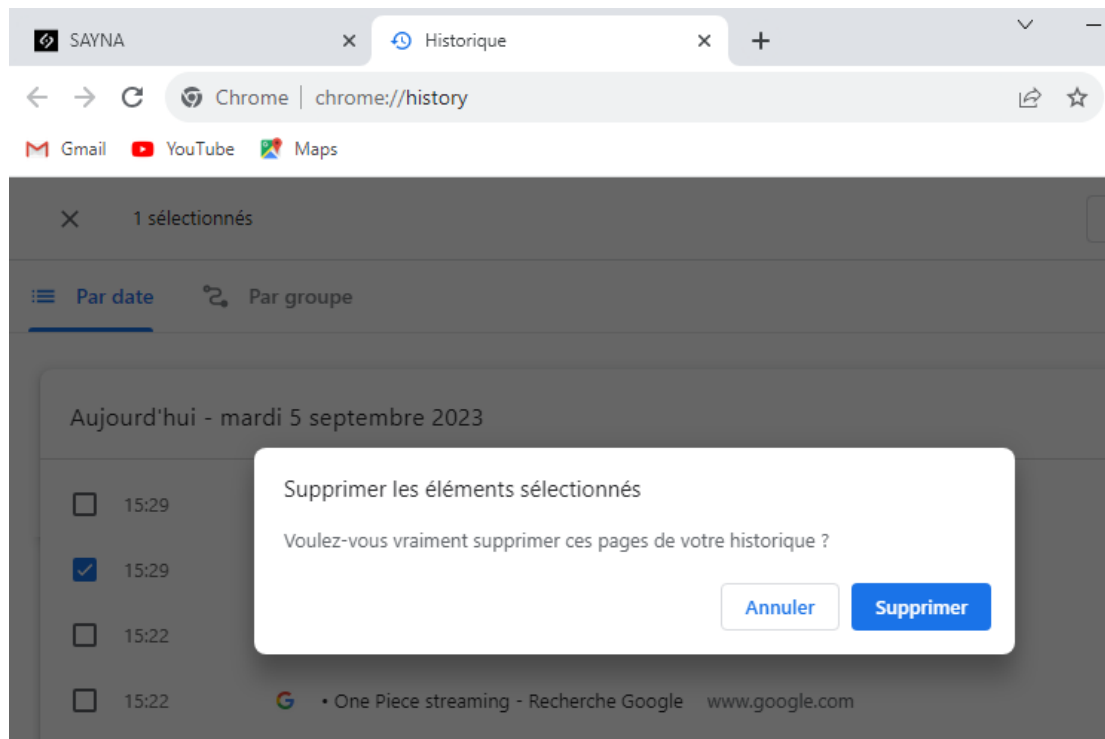 SAYNA Historique
Chrome chrome://history
Gmail YouTube Maps
1 sélectionnés
Par date Par groupe
Aujourd'hui - mardi 5 septembre 2023
15:29
Supprimer les éléments sélectionnés
Voulez-vous vraiment supprimer ces pages de votre historique ?
15:29
Annuler Supprimer
15:22
15:22 • One Piece streaming - Recherche Google www.google.com